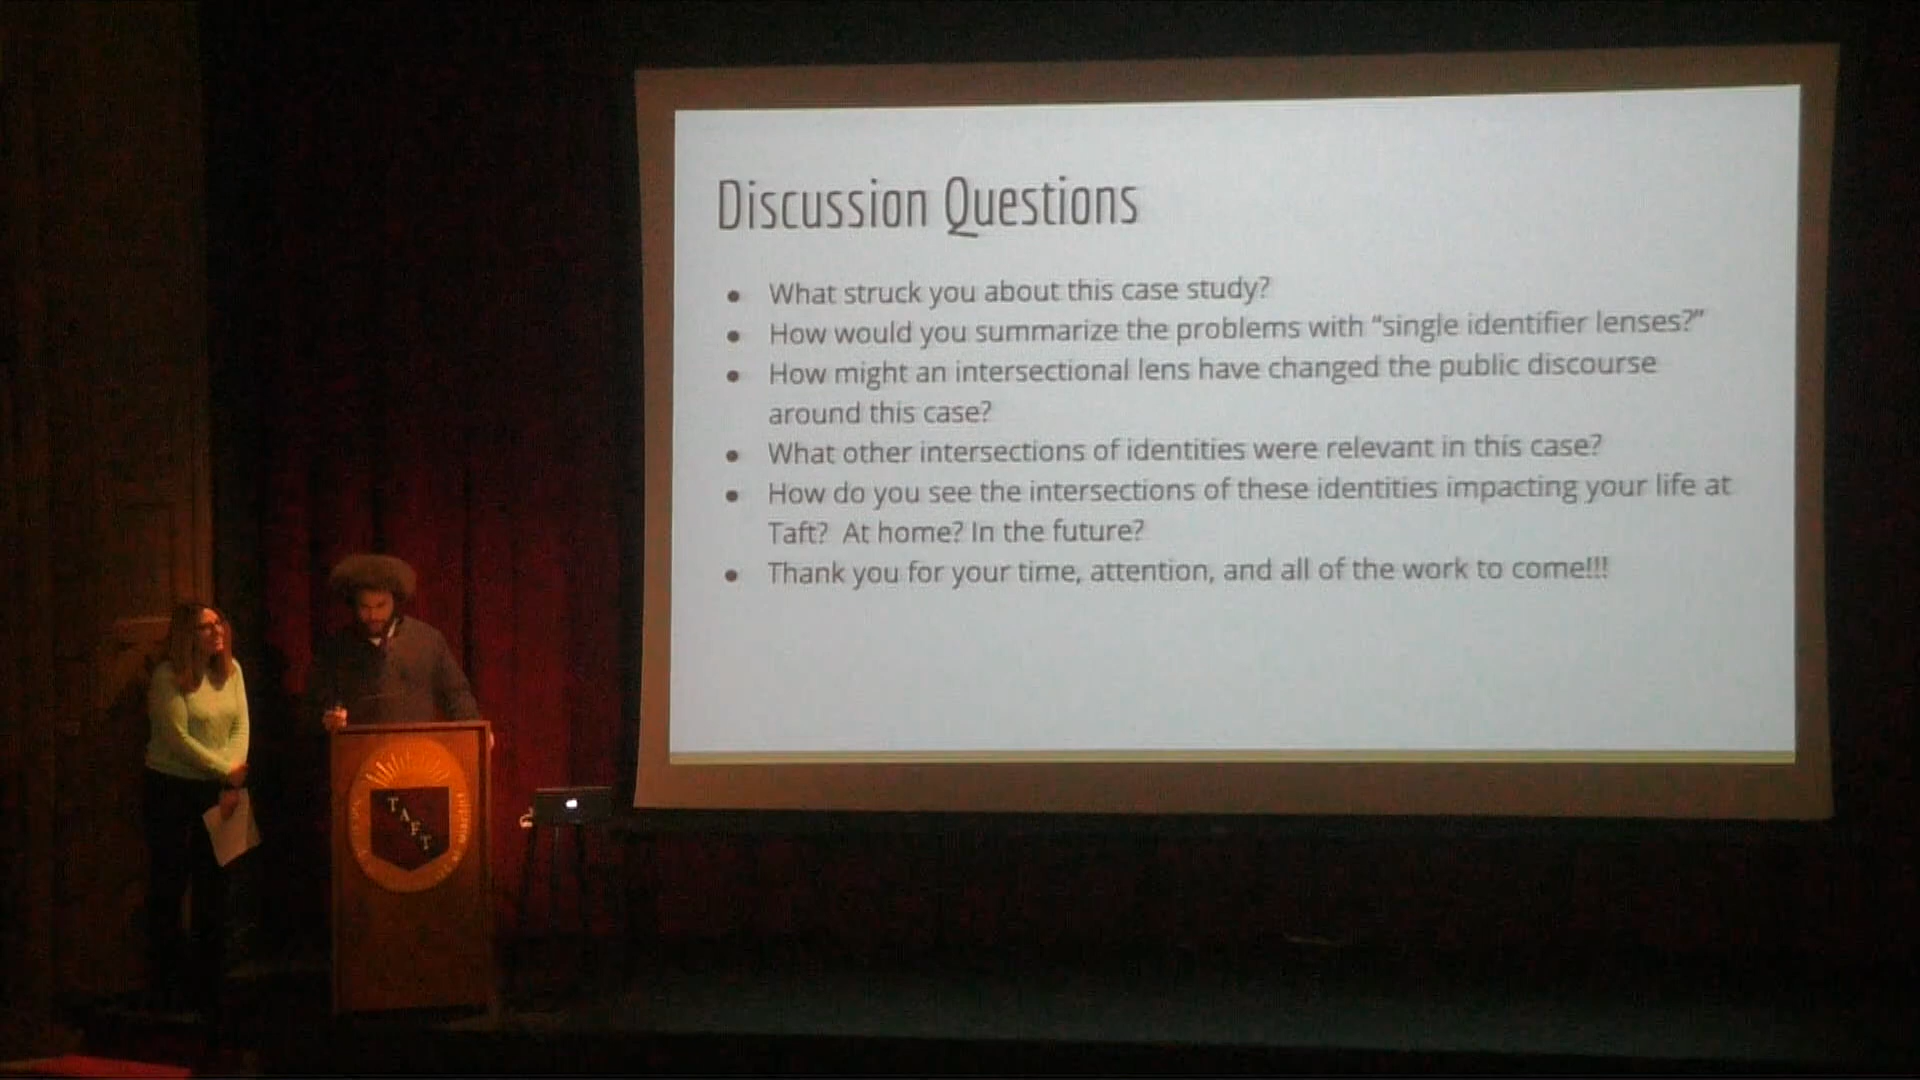 Discussion Questions
● What struck you about this case study?
● How would you summarize the problems with “single identifier lenses?”
● How might an intersectional lens have changed the public discourse
around this case?
● What other intersections of identities were relevant in this case?
● How do you see the intersections of these identities impacting your life at
Taft? At home? In the future?
● Thank you for your time, attention, and all of the work to come!!!
TAFT